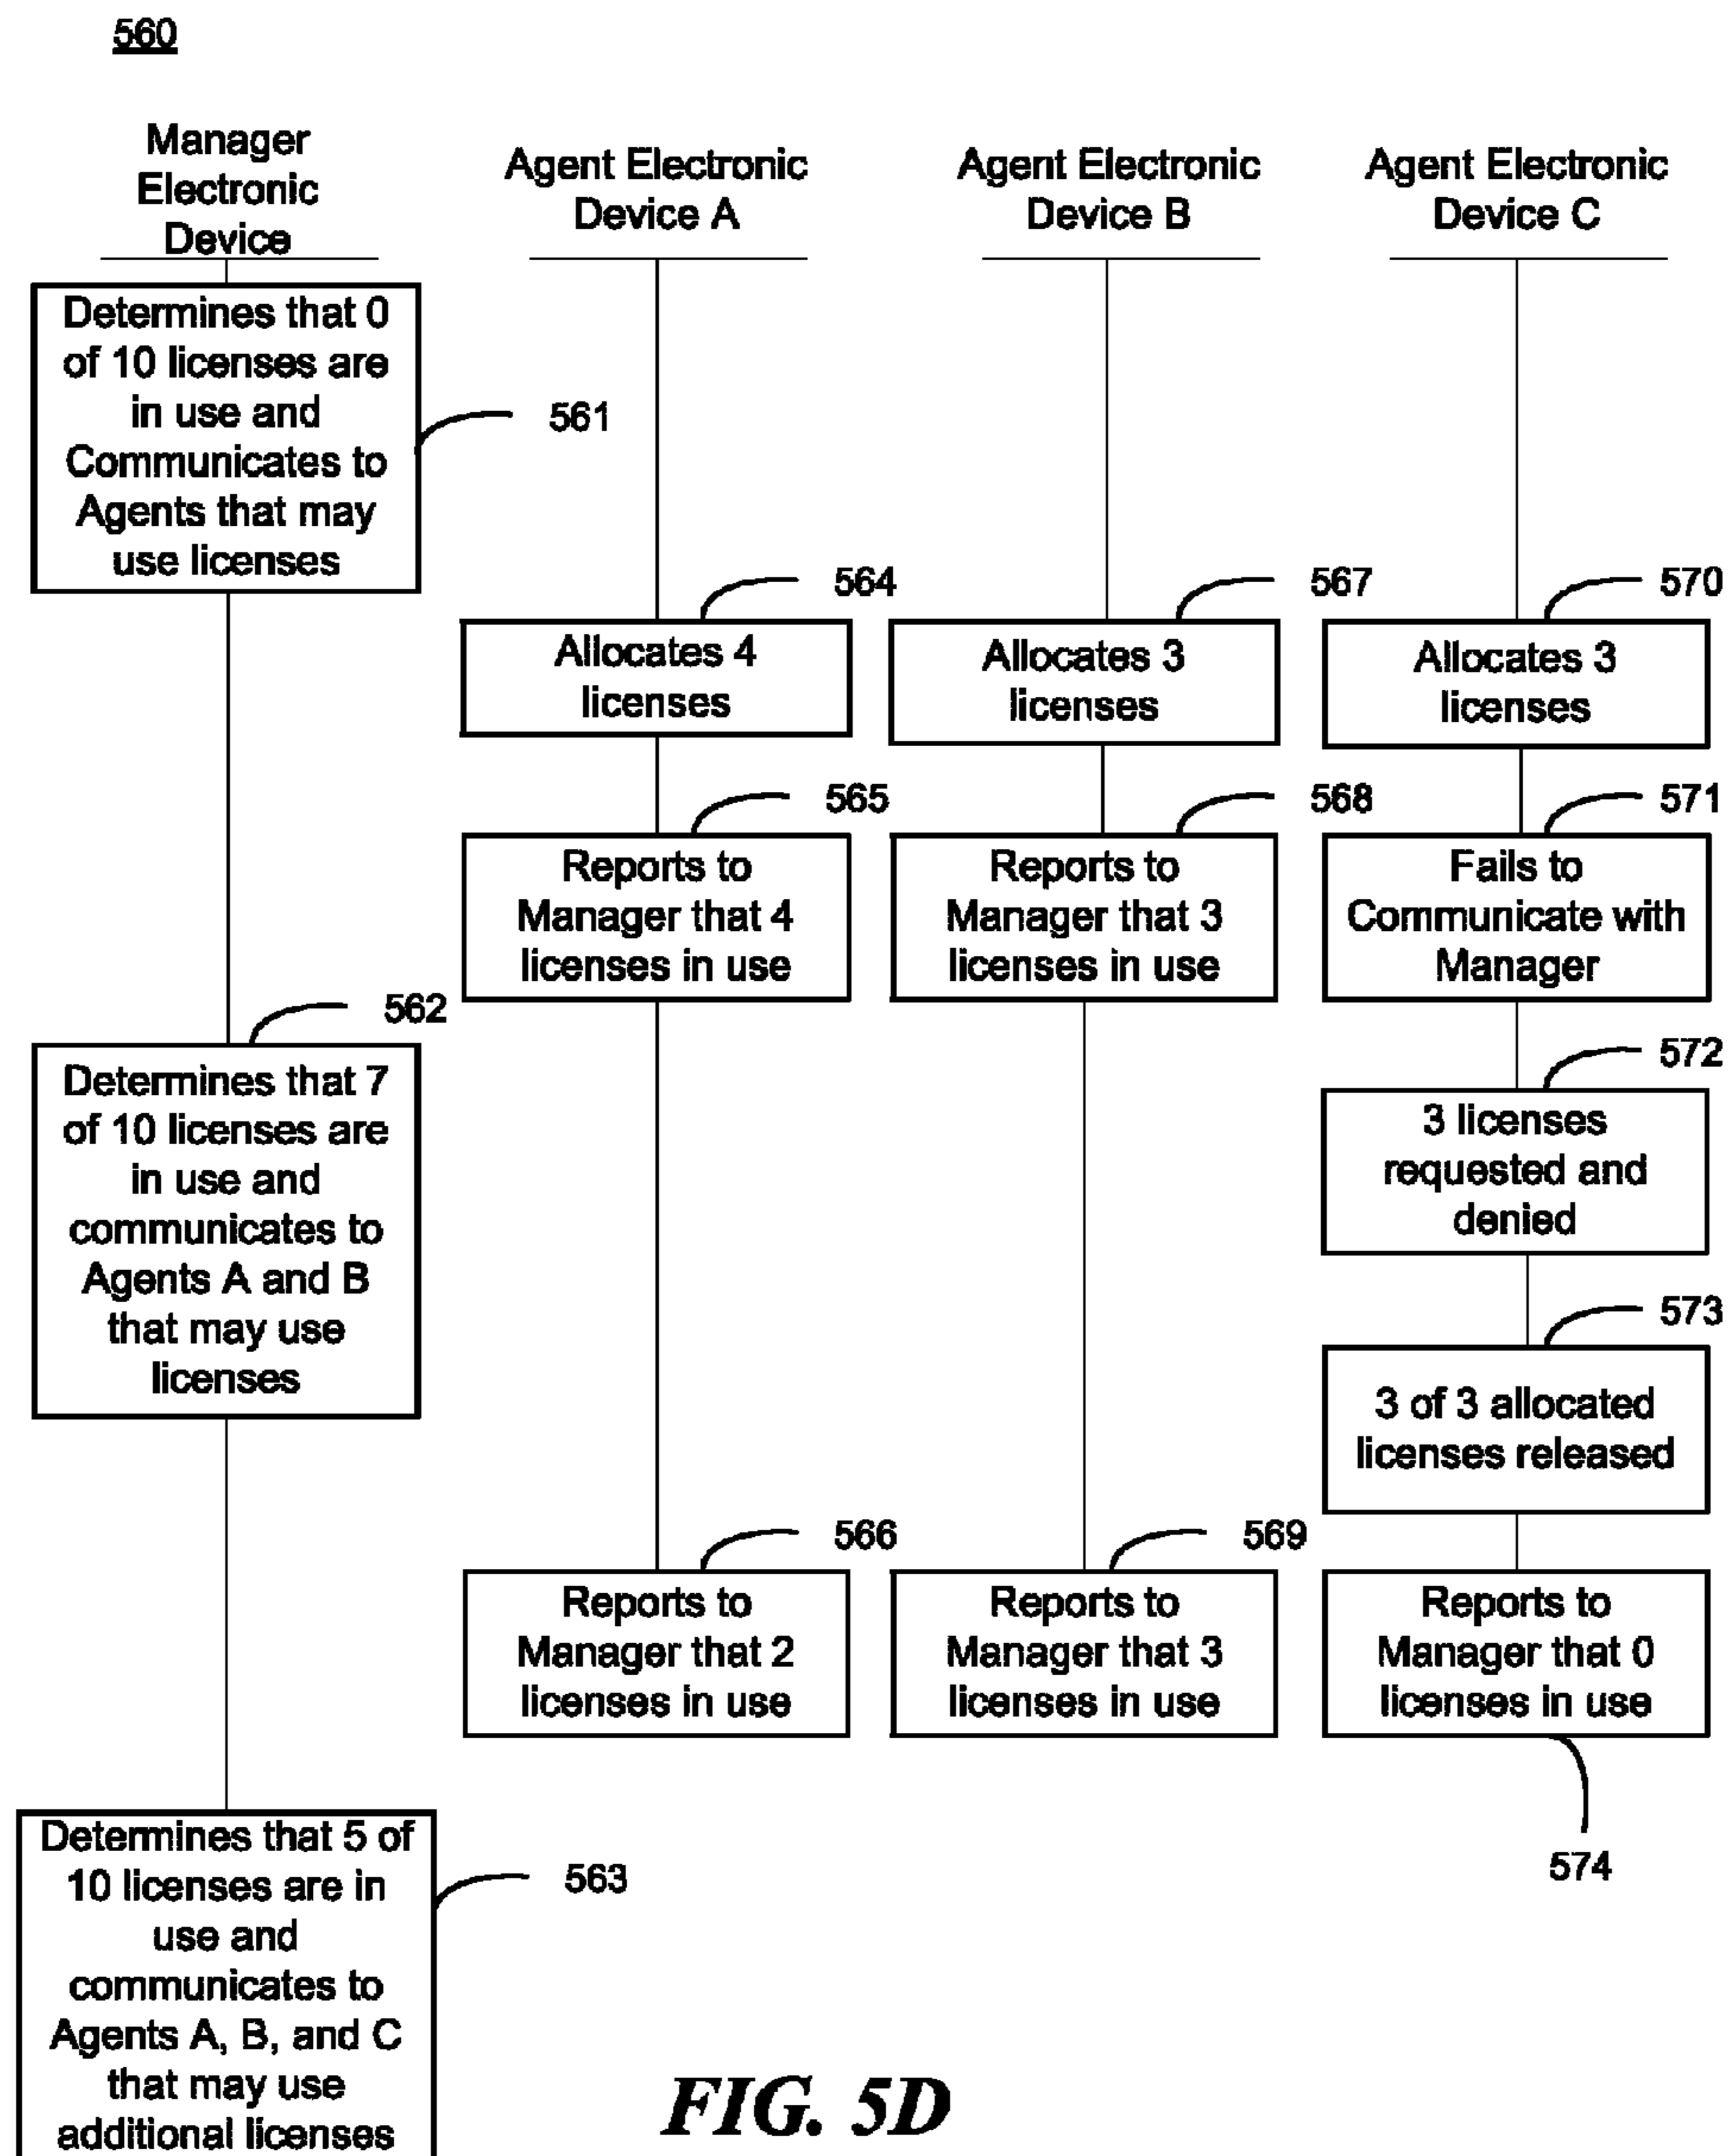 560
Manager
Electronic
Device
Agent Electronic
Device A
Agent Electronic
Device B
Agent Electronic
Device C
Determines that 0
of 10 licenses are
in use and
Communicates to
Agents that may
use licenses
561
564
Allocates 4
licenses
567
Allocates 3
licenses
570
Allocates 3
licenses
565
Reports to
Manager that 4
licenses in use
568
Reports to
Manager that 3
licenses in use
571
Fails to
Communicate with
Manager
562
Determines that 7
of 10 licenses are
in use and
communicates to
Agents A and B
that may use
licenses
572
3 licenses
requested and
denied
573
3 of 3 allocated
licenses released
566
Reports to
Manager that 2
licenses in use
569
Reports to
Manager that 3
licenses in use
Reports to
Manager that 0
licenses in use
574
Determines that 5 of
10 licenses are in
use and
communicates to
Agents A, B, and C
that may use
additional licenses
563
FIG. 5D